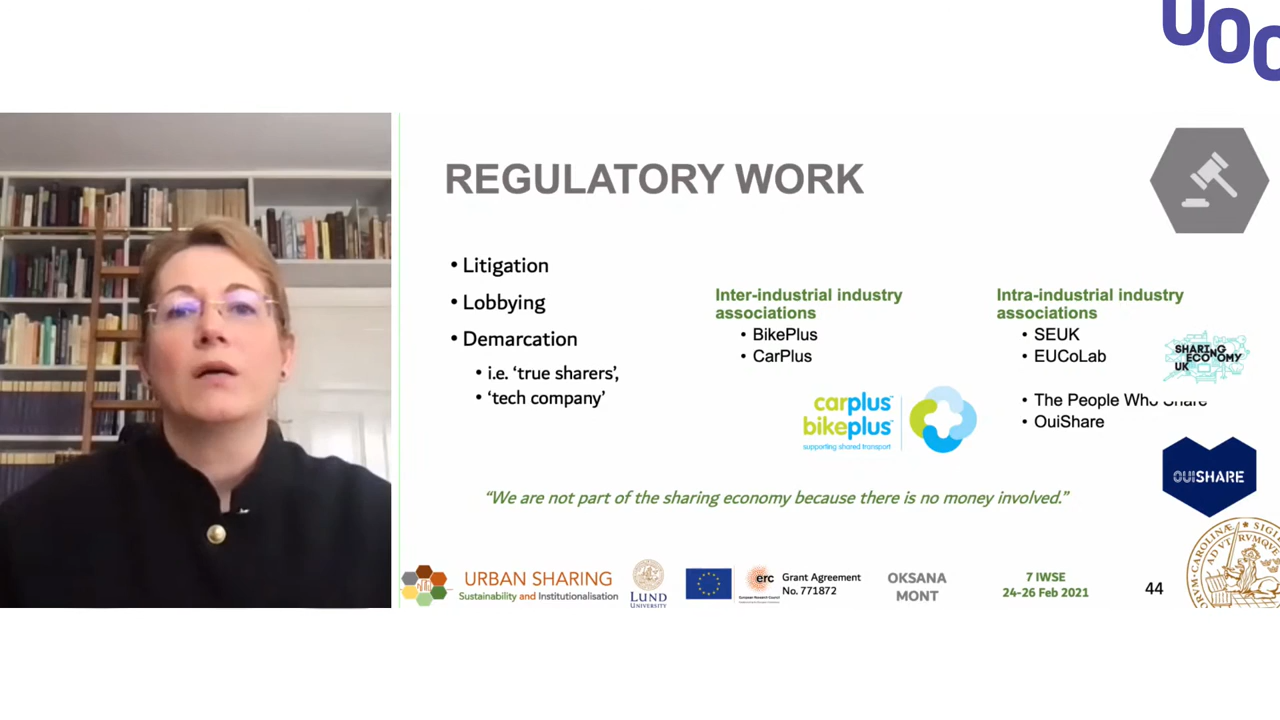 UOC
REGULATORY WORK
• Litigation
• Lobbying
• Demarcation
• i.e. ‘true sharers’,
• ‘tech company’
Inter-industrial industry
associations
• BikePlus
• CarPlus
carplus
bikeplus
supporting shared transport
Intra-industrial industry
associations
• SEUK
• EUCoLab
• The People Who Share
• OuiShare
SHARING
ECONOMY
UK
OUISHARE
“We are not part of the sharing economy because there is no money involved.”
URBAN SHARING
Sustainability and Institutionalisation
LUND
UNIVERSITY
erc
European Research Council
Grant Agreement
No. 771872
OKSANA
MONT
7 IWSE
24-26 Feb 2021
44